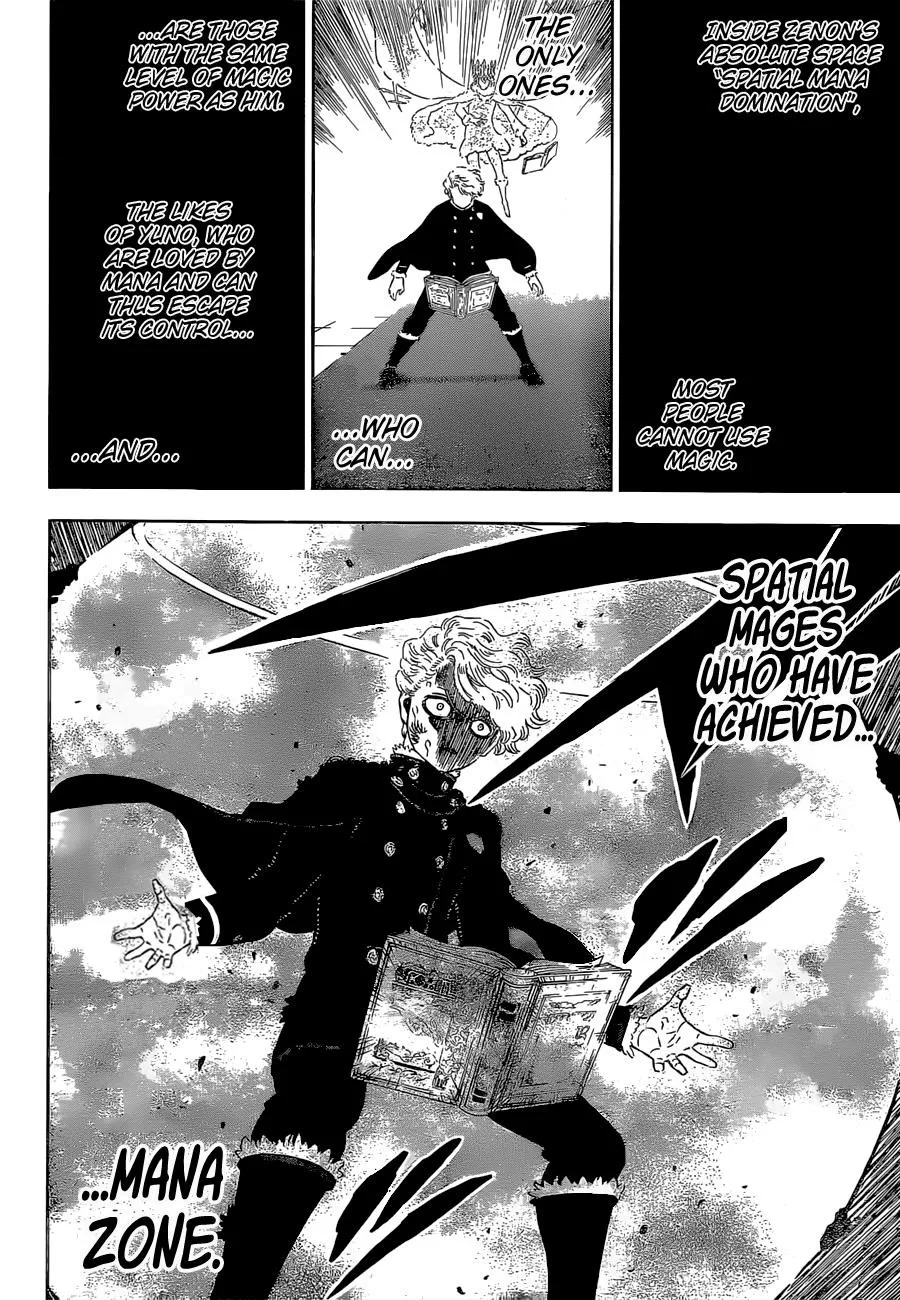 INSIDE ZENON'S
ABSOLUTE SPACE
"SPATIAL MANA
DOMINATION",
MOST
PEOPLE
CANNOT USE
MAGIC.
THE
ONLY
ONES...
...WHO
CAN...
...ARE THOSE
WITH THE SAME
LEVEL OF MAGIC
POWER AS HIM.
THE LIKES
OF YUNO, WHO
ARE LOVED BY
MANA AND CAN
THUS ESCAPE
ITS CONTROL...
...AND...
SPATIAL
MAGES
WHO HAVE
ACHIEVED...
...MANA
ZONE.